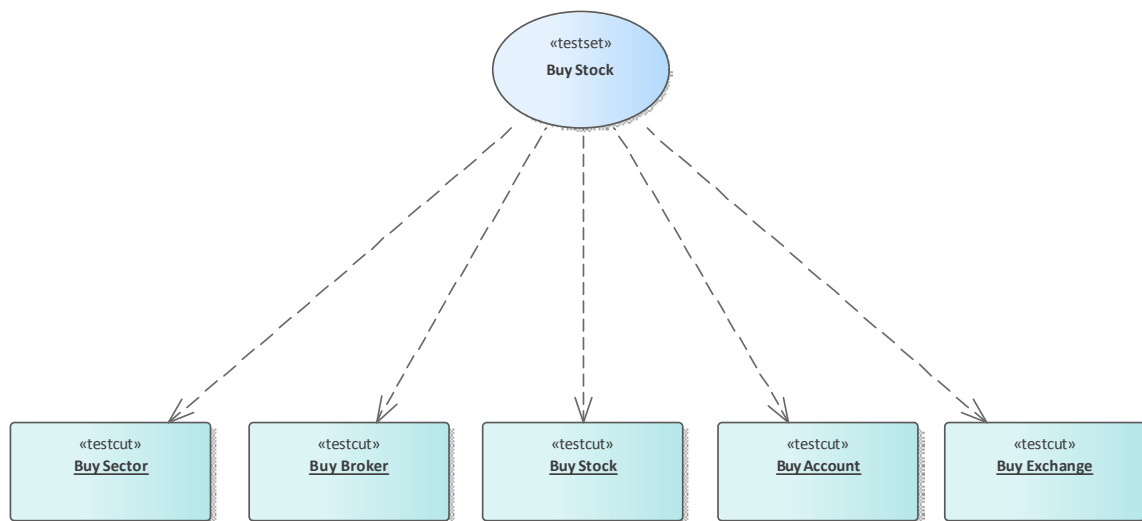 «testset»
Buy Stock
«testcut»
Buy Sector
«testcut»
Buy Broker
«testcut»
Buy Stock
«testcut»
Buy Account
«testcut»
Buy Exchange